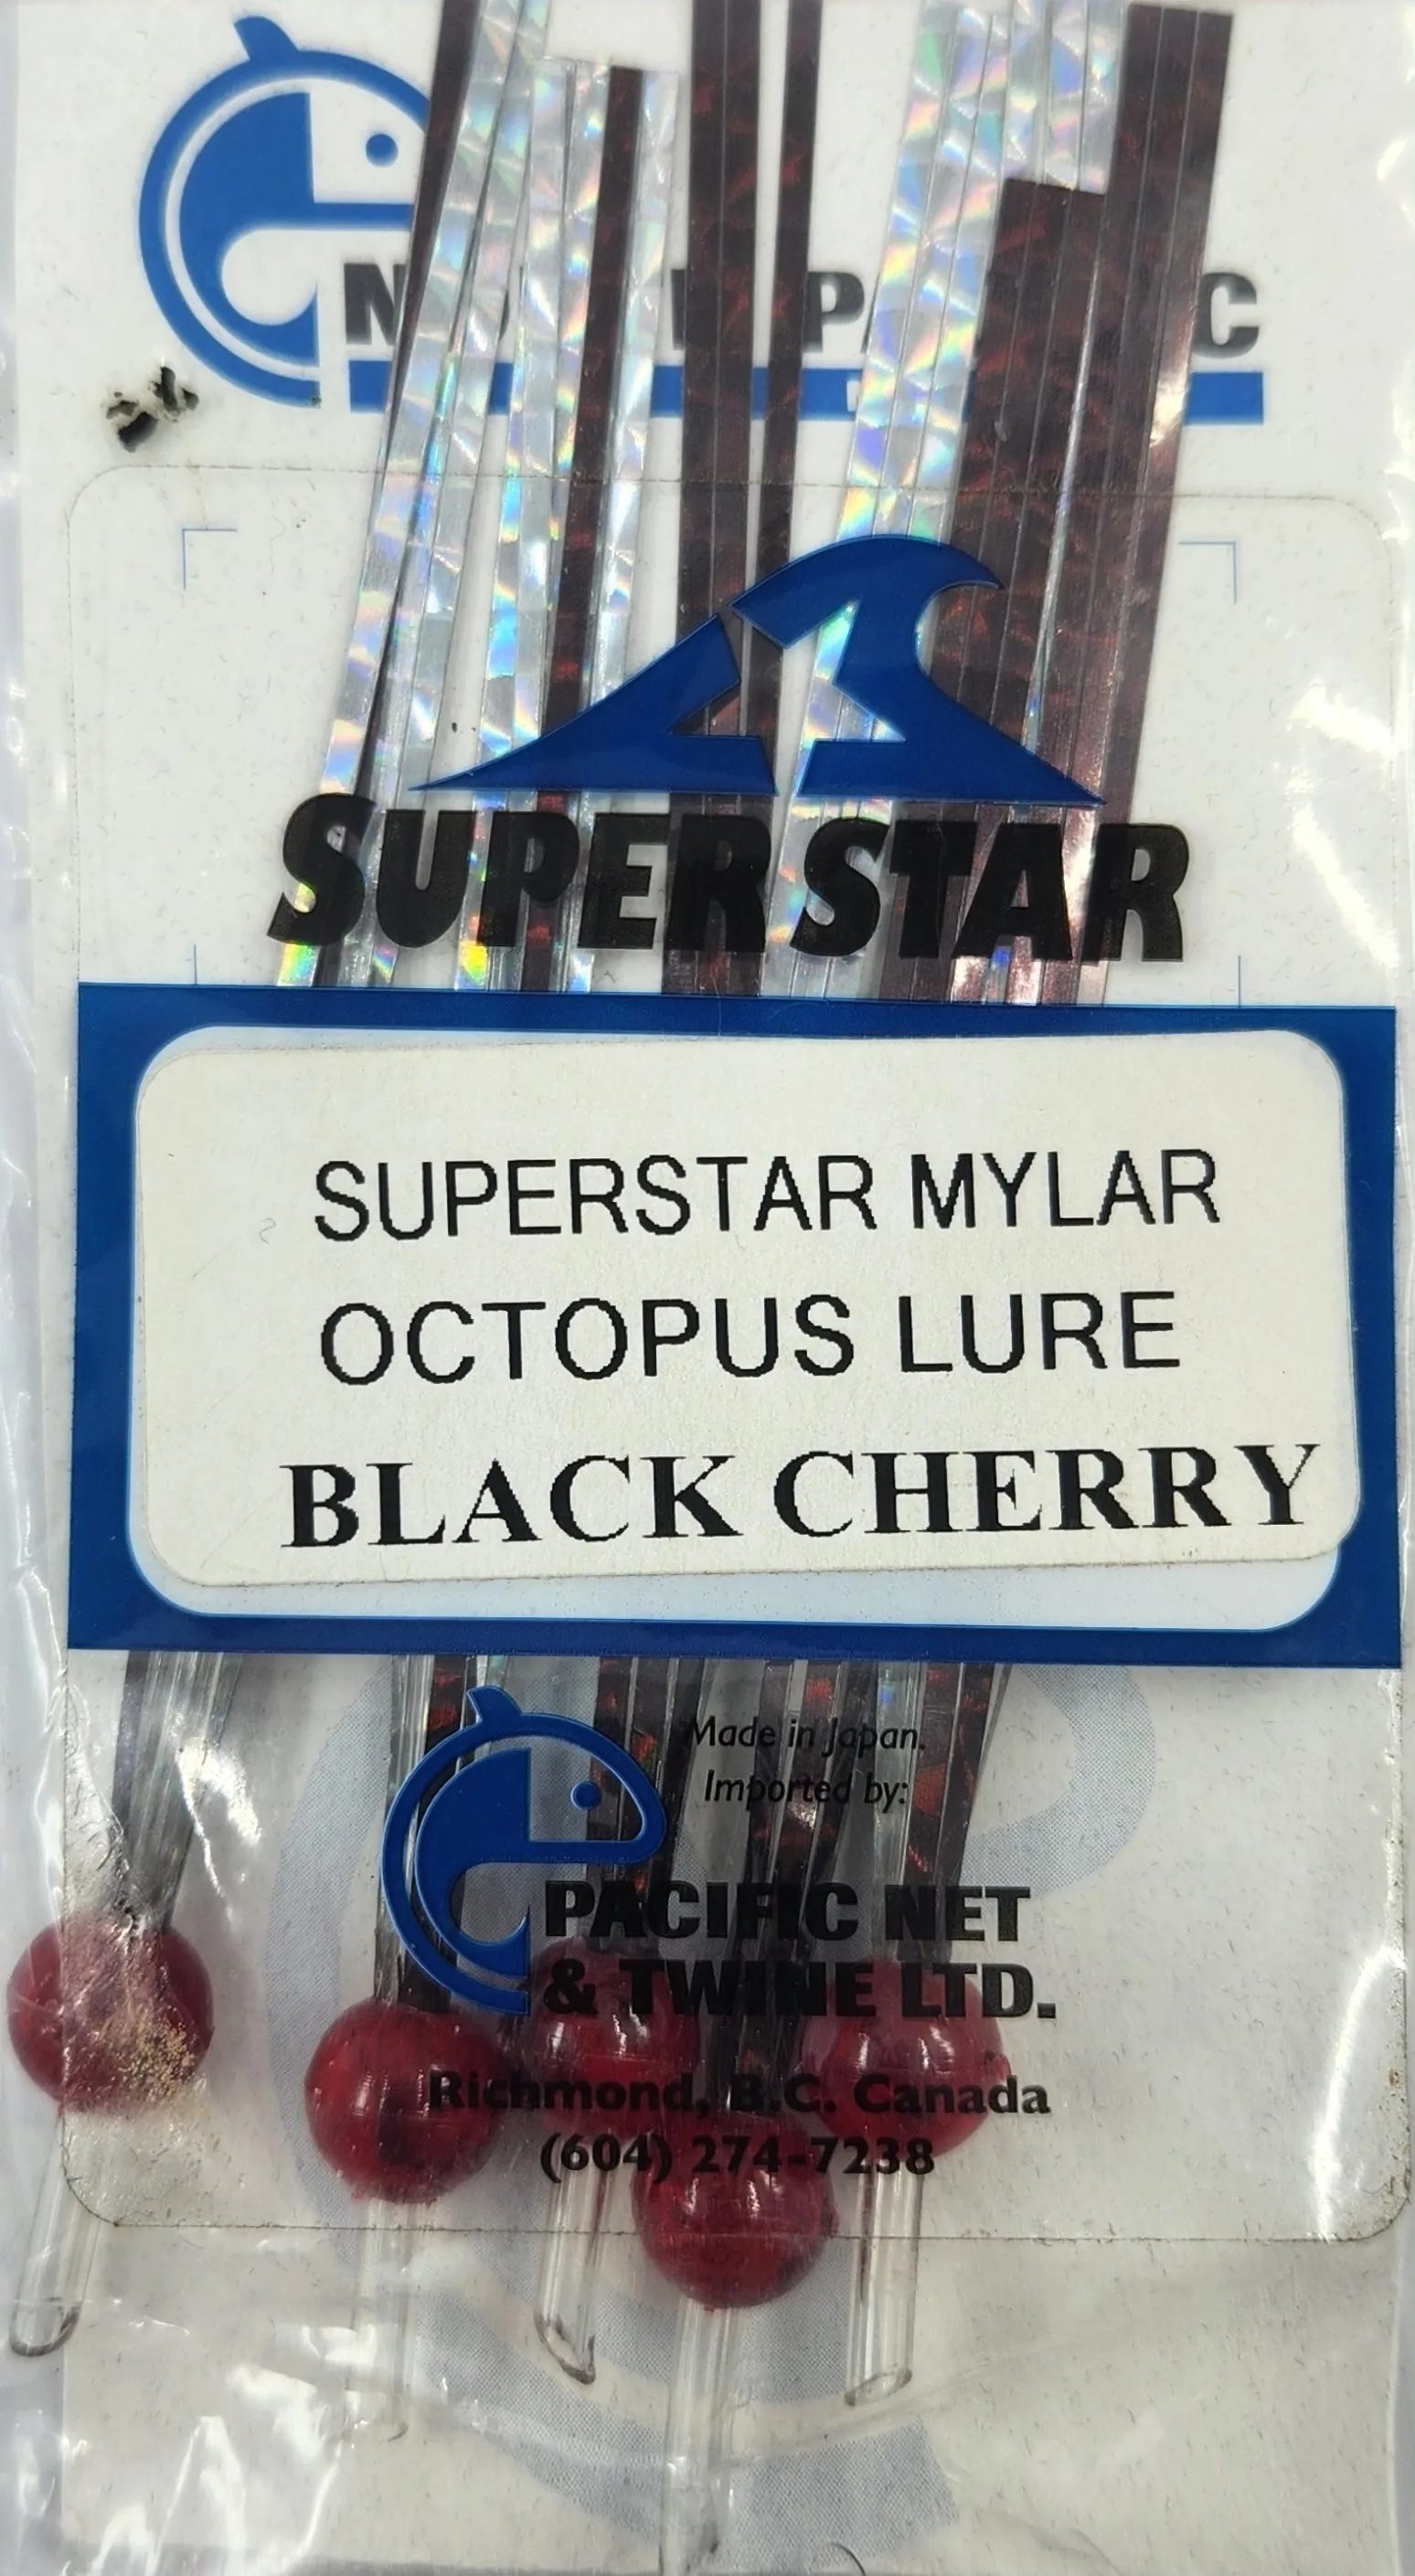 SUPERSTAR
SUPERSTAR MYLAR
OCTOPUS LURE
BLACK CHERRY
Made in Japan.
Imported by:
PACIFIC NET
& TWINE LTD.
Richmond, B.C. Canada
(604) 274-7238